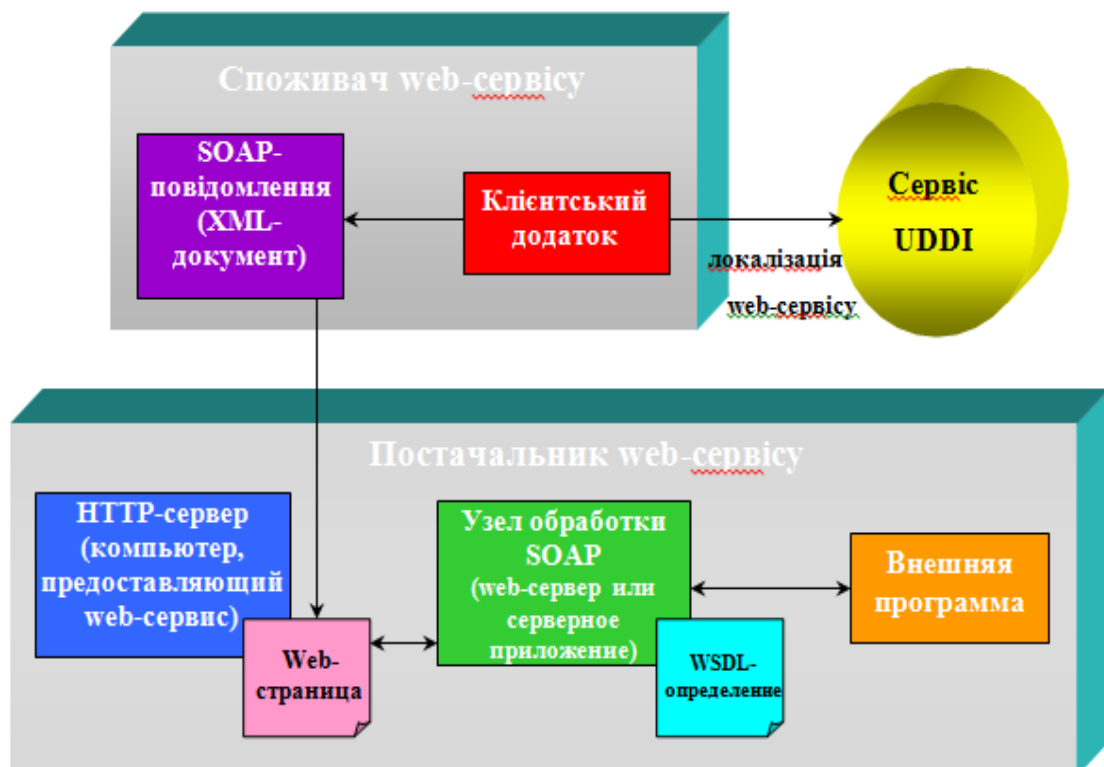 Споживач web-сервісу
SOAP-
повідомлення
(XML-
документ)
Клієнтський
додаток
Сервіс
UDDI
локалізація
web-сервісу
Постачальник web-сервісу
HTTP-сервер
(компьютер,
предоставляющий
web-сервис)
Web-
страница
Узел обработки
SOAP
(web-сервер или
серверное
приложение)
WSDL-
определение
Внешняя
программа